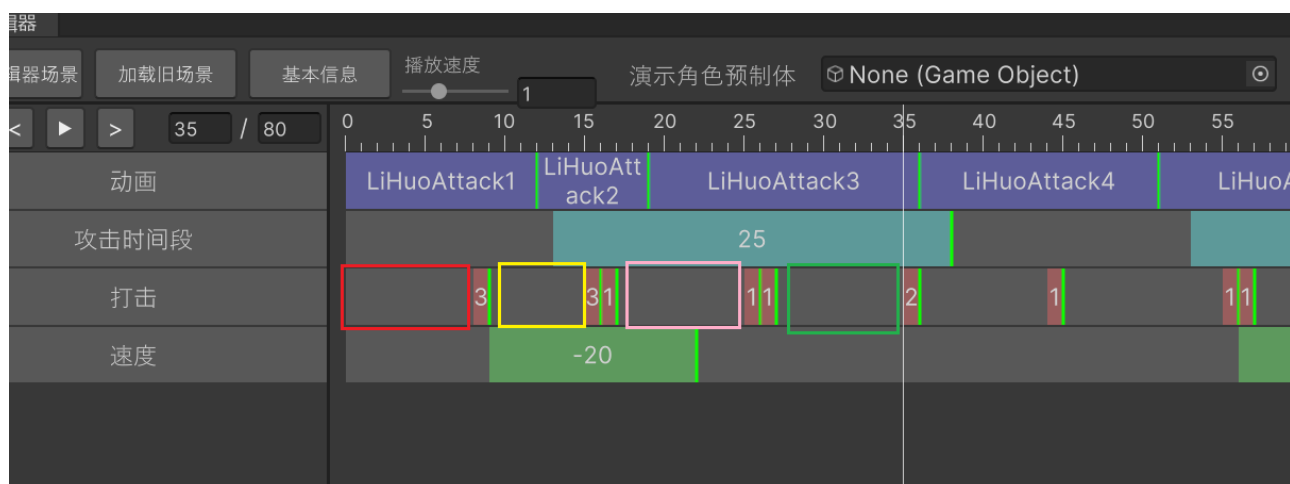 辑器
辑器场景
加载旧场景
基本信息
播放速度
1
演示角色预制体
None (Game Object)
<
>
35
/
80
0 5 10 15 20 25 30 35 40 45 50 55
动画
LiHuoAttack1
LiHuoAtt
ack2
LiHuoAttack3
LiHuoAttack4
LiHuoA
攻击时间段
25
打击
3 3 1 1 1 2 1 1 1
速度
-20